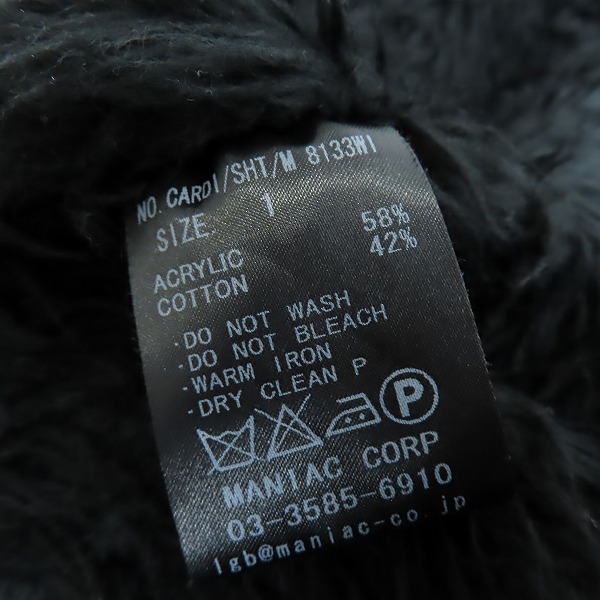 NO. CARDI/SHT/M 8133WI
SIZE. 1
ACRYLIC 58%
COTTON 42%
·DO NOT WASH
·DO NOT BLEACH
·WARM IRON
·DRY CLEAN P
P
MANIAC CORP
03-3585-6910
lgb@maniac-co.jp